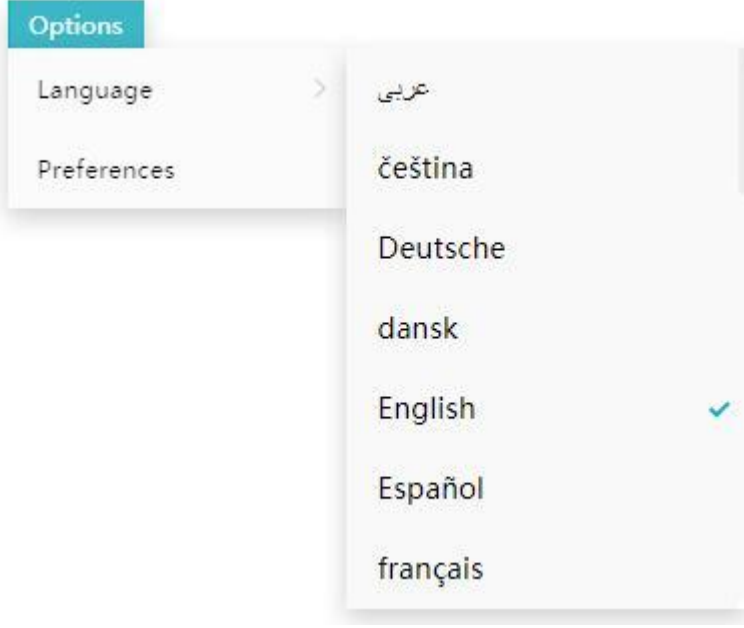 Options
Language
Preferences
عربى
čeština
Deutsche
dansk
English
Español
français